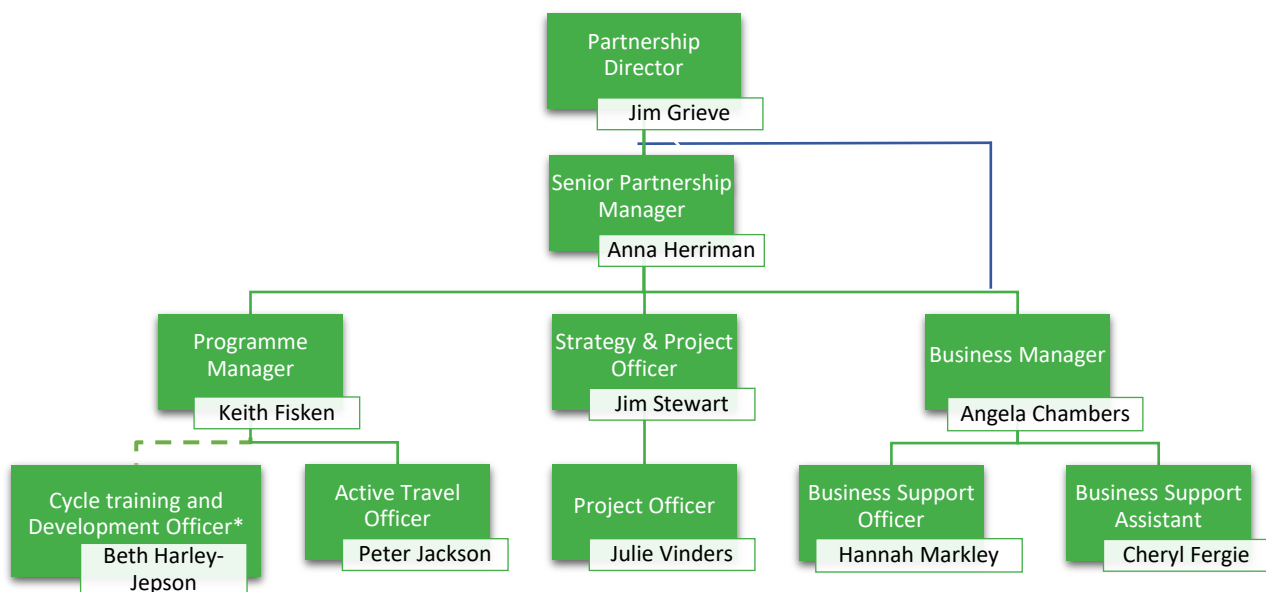 Partnership
Director
Jim Grieve
Senior Partnership
Manager
Anna Herriman
Programme
Manager
Keith Fisken
Strategy & Project
Officer
Jim Stewart
Business Manager
Angela Chambers
Cycle training and
Development Officer*
Beth Harley-
Jepson
Active Travel
Officer
Peter Jackson
Project Officer
Julie Vinders
Business Support
Officer
Hannah Markley
Business Support
Assistant
Cheryl Fergie